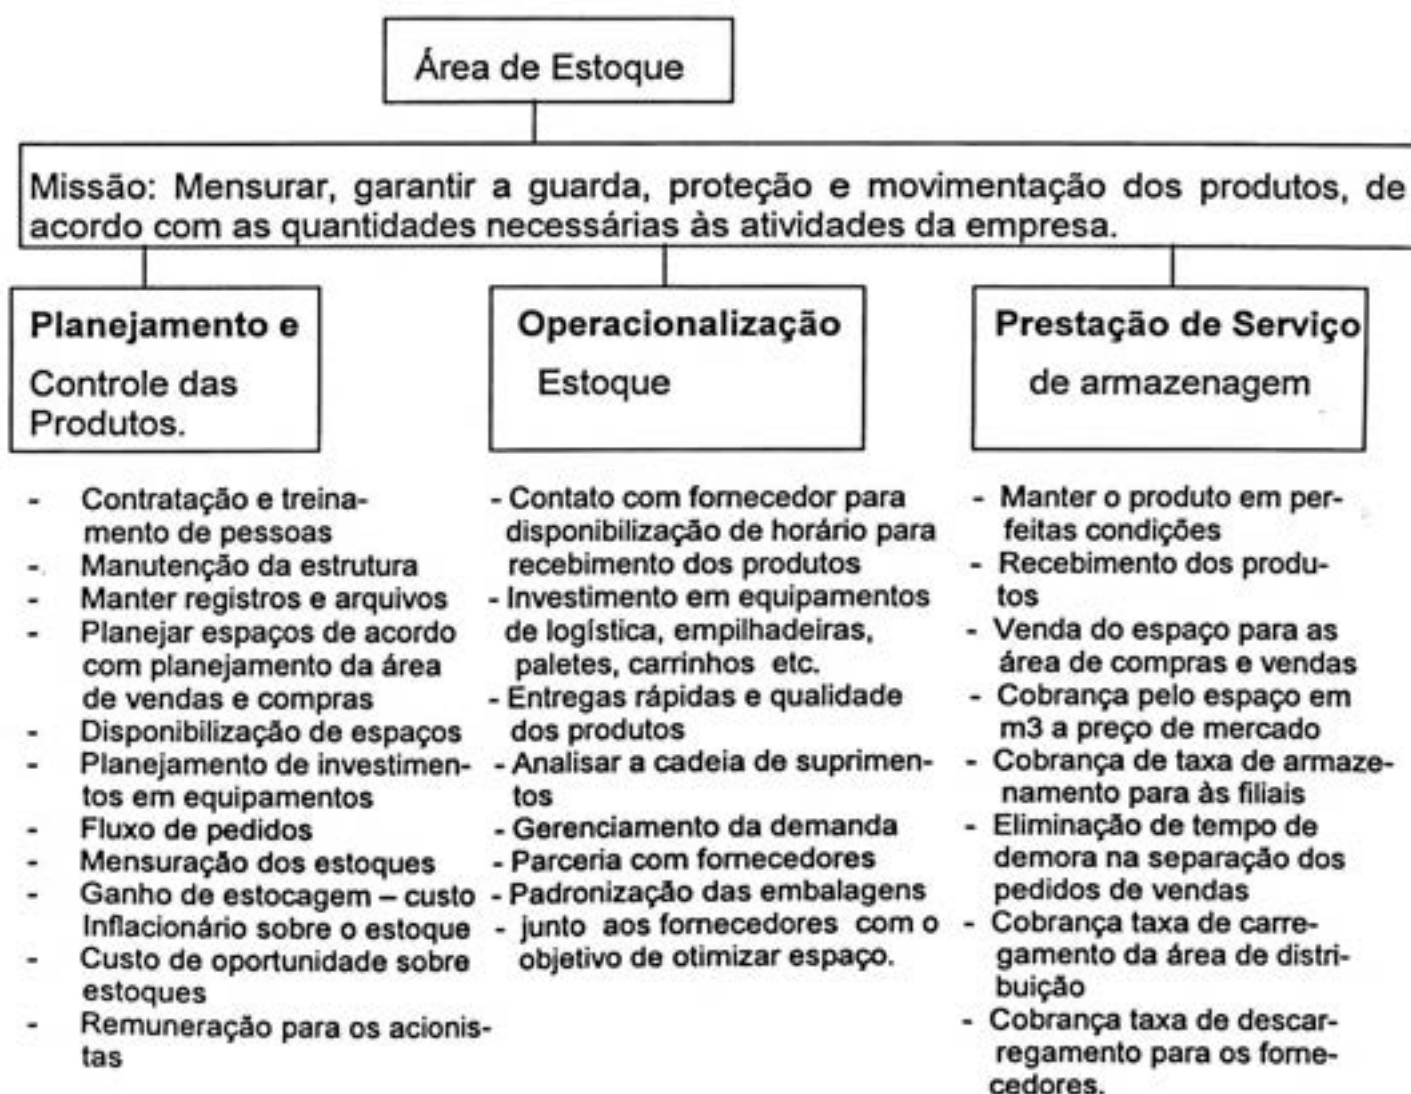 Área de Estoque
Missão: Mensurar, garantir a guarda, proteção e movimentação dos produtos, de
acordo com as quantidades necessárias às atividades da empresa.
Planejamento e
Controle das
Produtos.
- Contratação e treina-
mento de pessoas
- Manutenção da estrutura
- Manter registros e arquivos
- Planejar espaços de acordo
com planejamento da área
de vendas e compras
- Disponibilização de espaços
- Planejamento de investimen-
tos em equipamentos
- Fluxo de pedidos
- Mensuração dos estoques
- Ganho de estocagem – custo
Inflacionário sobre o estoque
- Custo de oportunidade sobre
estoques
- Remuneração para os acionis-
tas
Operacionalização
Estoque
- Contato com fornecedor para
disponibilização de horário para
recebimento dos produtos
- Investimento em equipamentos
de logística, empilhadeiras,
paletes, carrinhos etc.
- Entregas rápidas e qualidade
dos produtos
- Analisar a cadeia de suprimen-
tos
- Gerenciamento da demanda
- Parceria com fornecedores
- Padronização das embalagens
- junto aos fornecedores com o
objetivo de otimizar espaço.
Prestação de Serviço
de armazenagem
- Manter o produto em per-
feitas condições
- Recebimento dos produ-
tos
- Venda do espaço para as
área de compras e vendas
- Cobrança pelo espaço em
m3 a preço de mercado
- Cobrança de taxa de armaze-
namento para às filiais
- Eliminação de tempo de
demora na separação dos
pedidos de vendas
- Cobrança taxa de carre-
gamento da área de distri-
buição
- Cobrança taxa de descar-
regamento para os forne-
cedores.